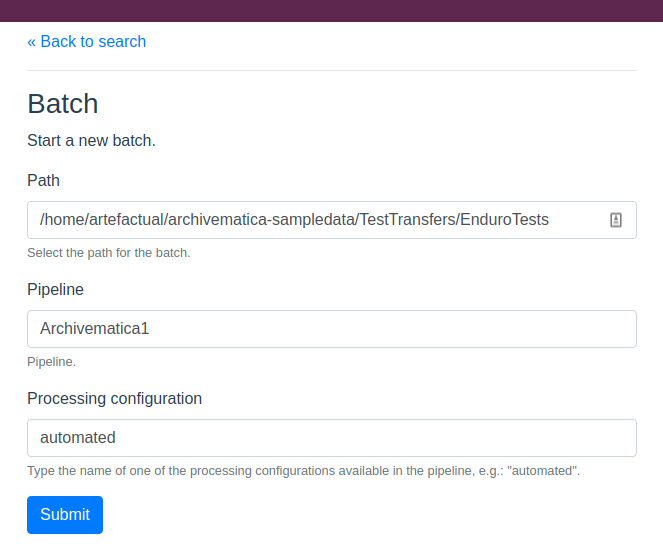 « Back to search
Batch
Start a new batch.
Path
/home/artefactual/archivematica-sampledata/TestTransfers/EnduroTests
Select the path for the batch.
Pipeline
Archivematica1
Pipeline.
Processing configuration
automated
Type the name of one of the processing configurations available in the pipeline, e.g.: "automated".
Submit